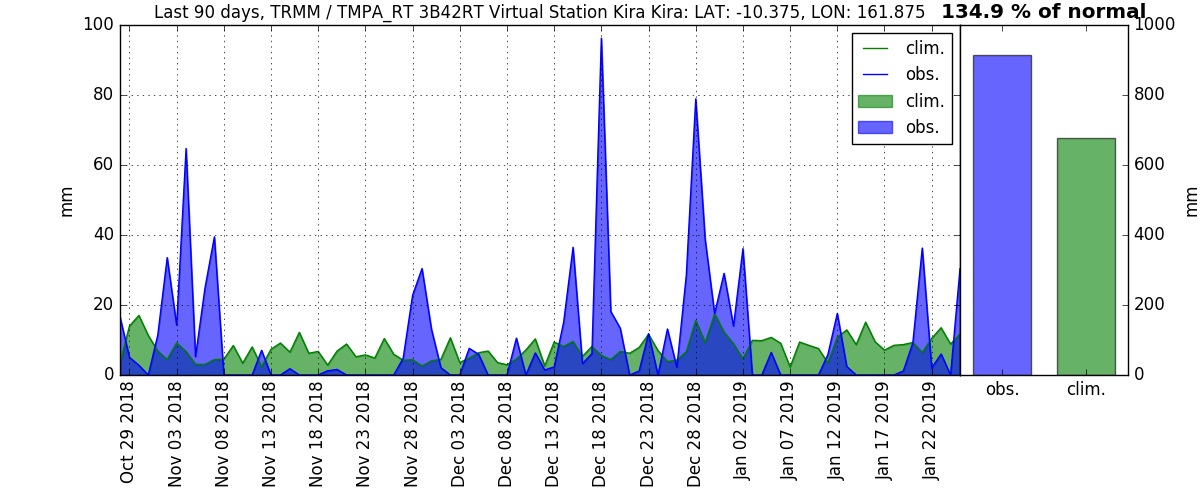 Last 90 days, TRMM / TMPA_RT 3B42RT Virtual Station Kira Kira: LAT: -10.375, LON: 161.875 134.9 % of normal
100
80
60
40
20
0
mm
clim.
obs.
clim.
obs.
1000
800
600
400
200
0
mm
obs. clim.
Oct 29 2018
Nov 03 2018
Nov 08 2018
Nov 13 2018
Nov 18 2018
Nov 23 2018
Nov 28 2018
Dec 03 2018
Dec 08 2018
Dec 13 2018
Dec 18 2018
Dec 23 2018
Dec 28 2018
Jan 02 2019
Jan 07 2019
Jan 12 2019
Jan 17 2019
Jan 22 2019